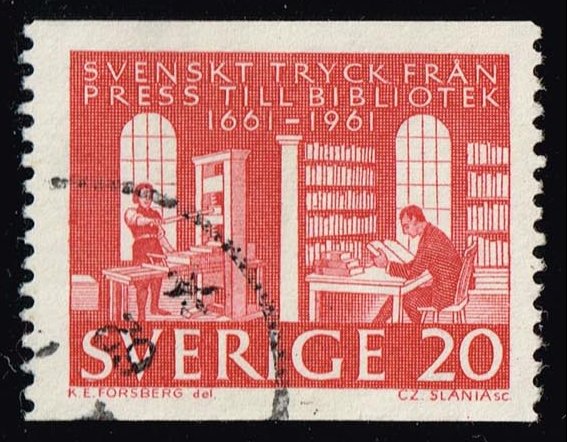 SVENSKT TRYCK FRÅN
PRESS TILL BIBLIOTEK
1661-1961
SVERIGE 20
K.E. FORSBERG del.
CZ. SLANIA sc.